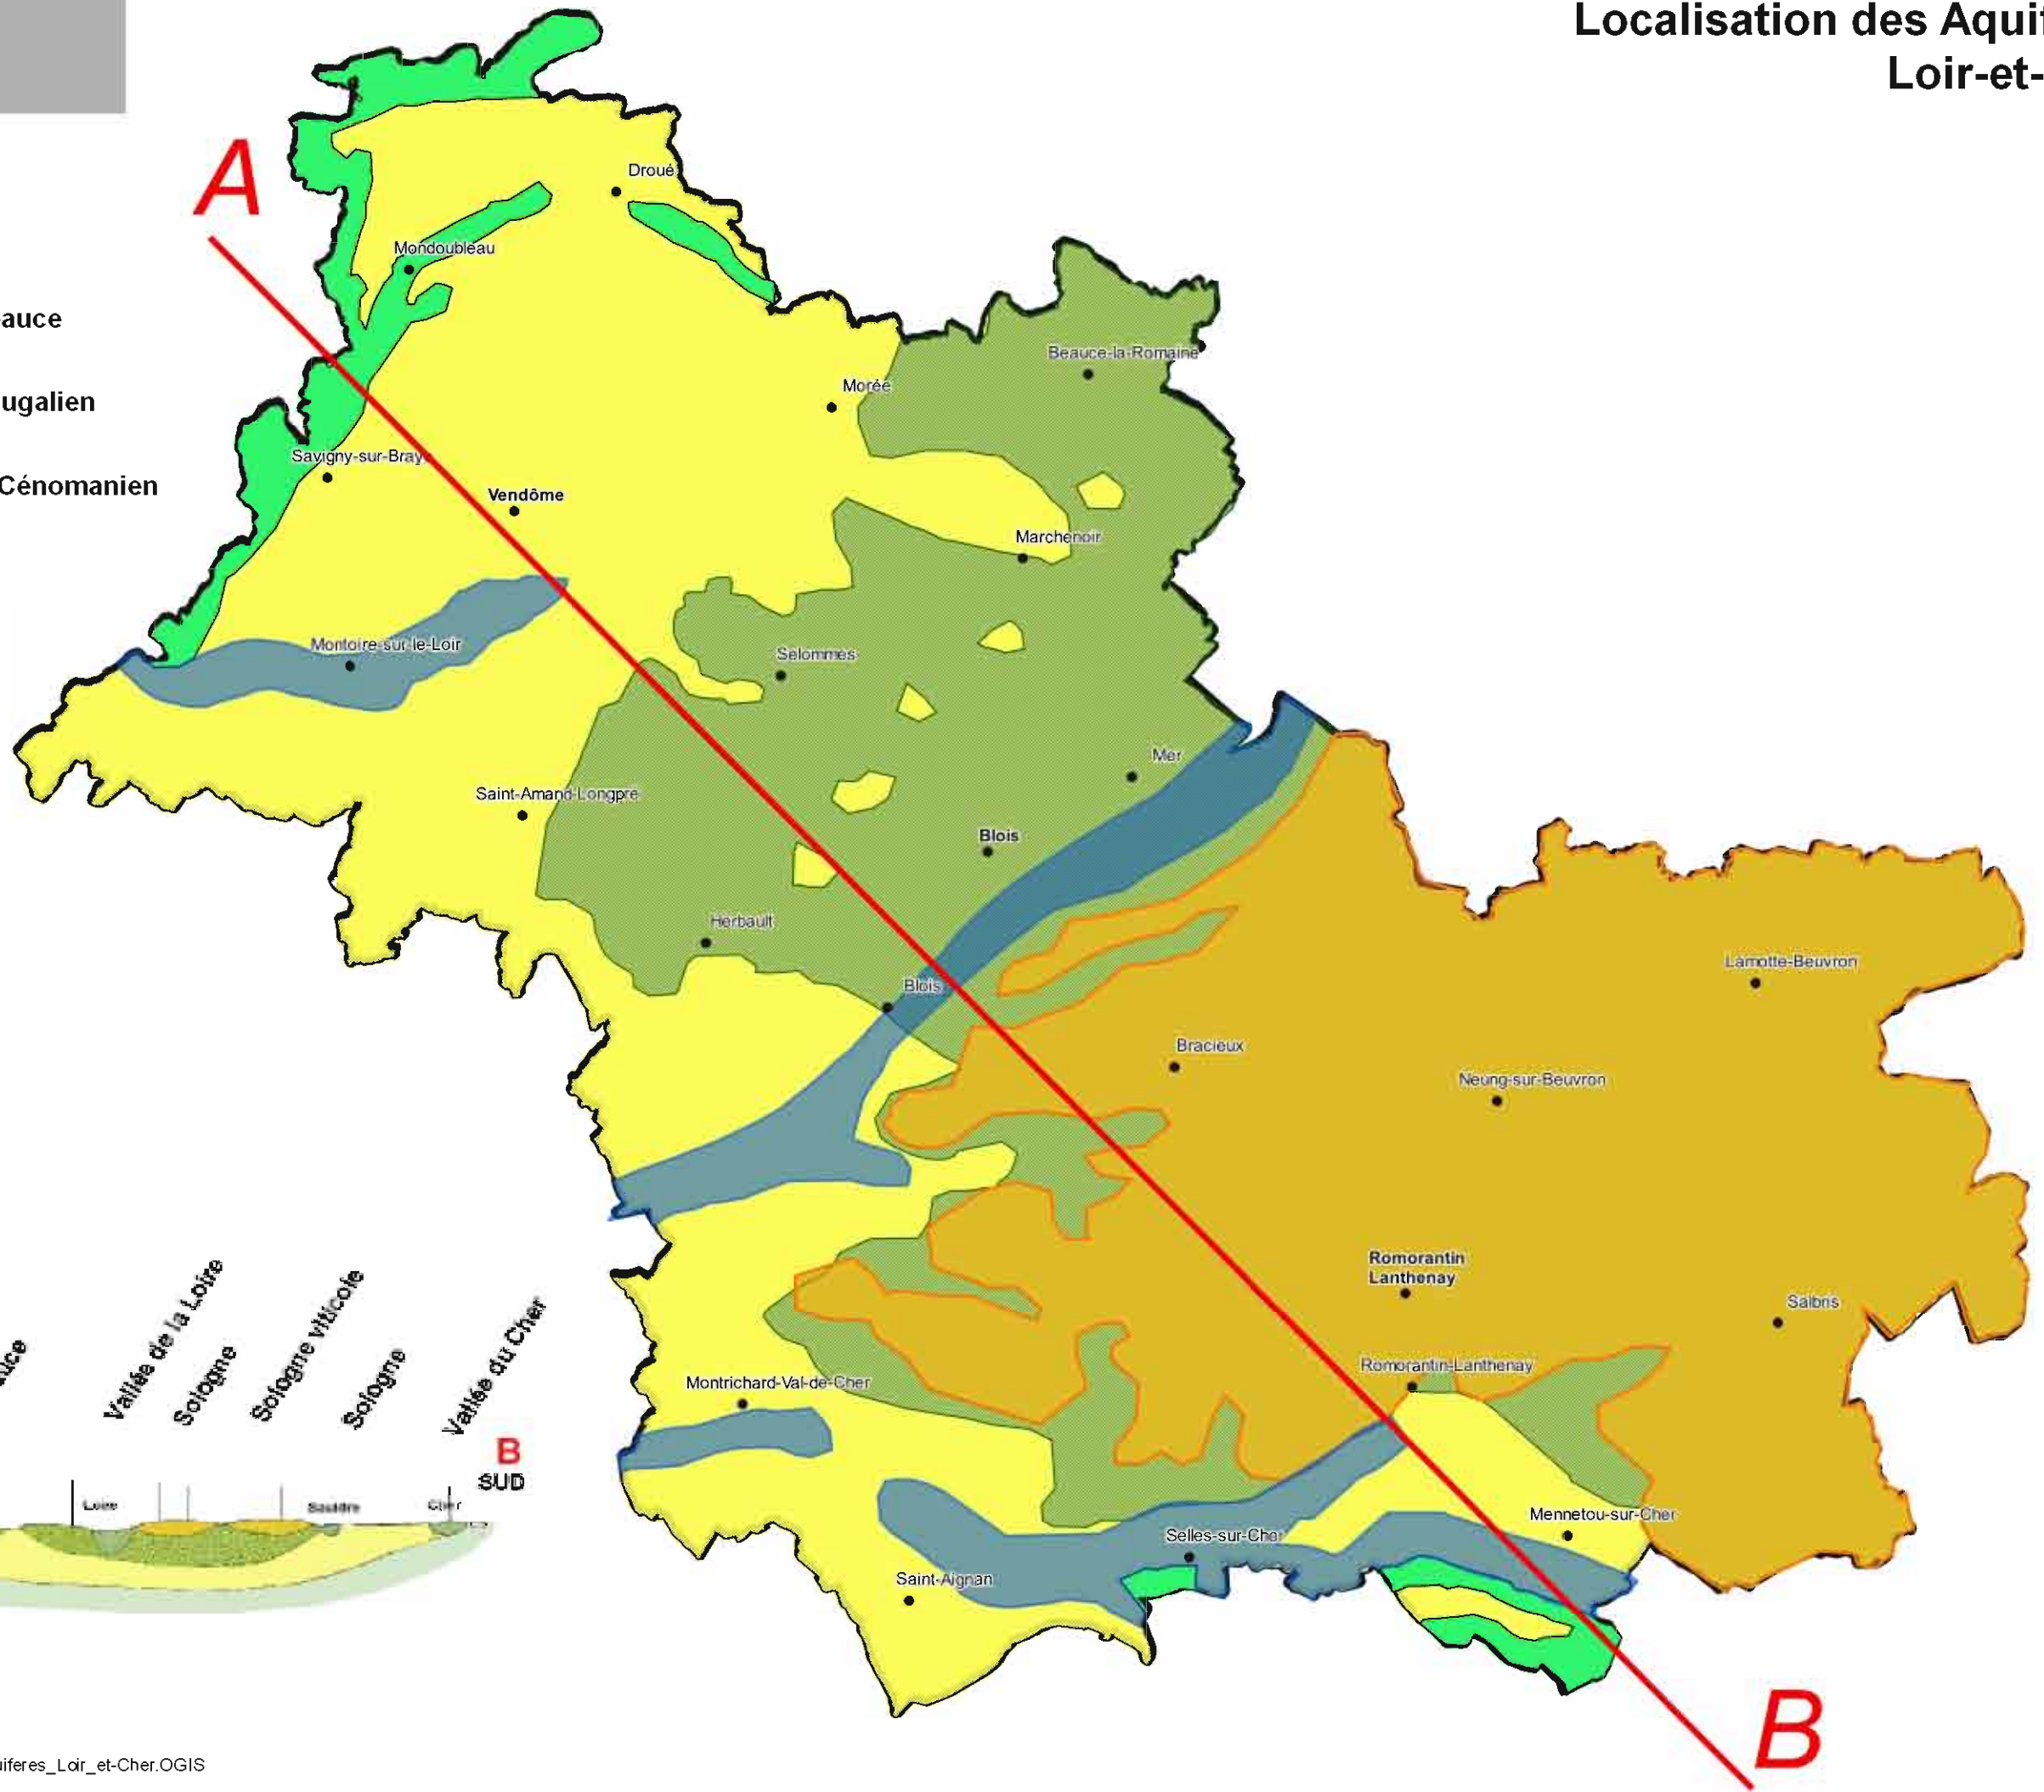 Localisation des Aquif
Loir-et-
A
Droué
Mondoubleau
auce
Beauce-la-Romaine
Morée
ugalien
Savigny-sur-Braye
Cénomanien
Vendôme
Marchenoir
Montoire-sur-le-Loir
Selommes
Mer
Saint-Amand-Longpré
Blois
Herbault
Lamotte-Beuvron
Blois
Bracieux
Neung-sur-Beuvron
Romorantin
Lanthenay
Salbris
Vallée de la Loire
Sologne
Sologne viticole
Sologne
Vallée du Cher
Romorantin-Lanthenay
Montrichard-Val-de-Cher
B
SUD
Loire
Sauldre
Cher
Mennetou-sur-Cher
Selles-sur-Cher
Saint-Aignan
B
uiferes_Loir_et-Cher.OGIS